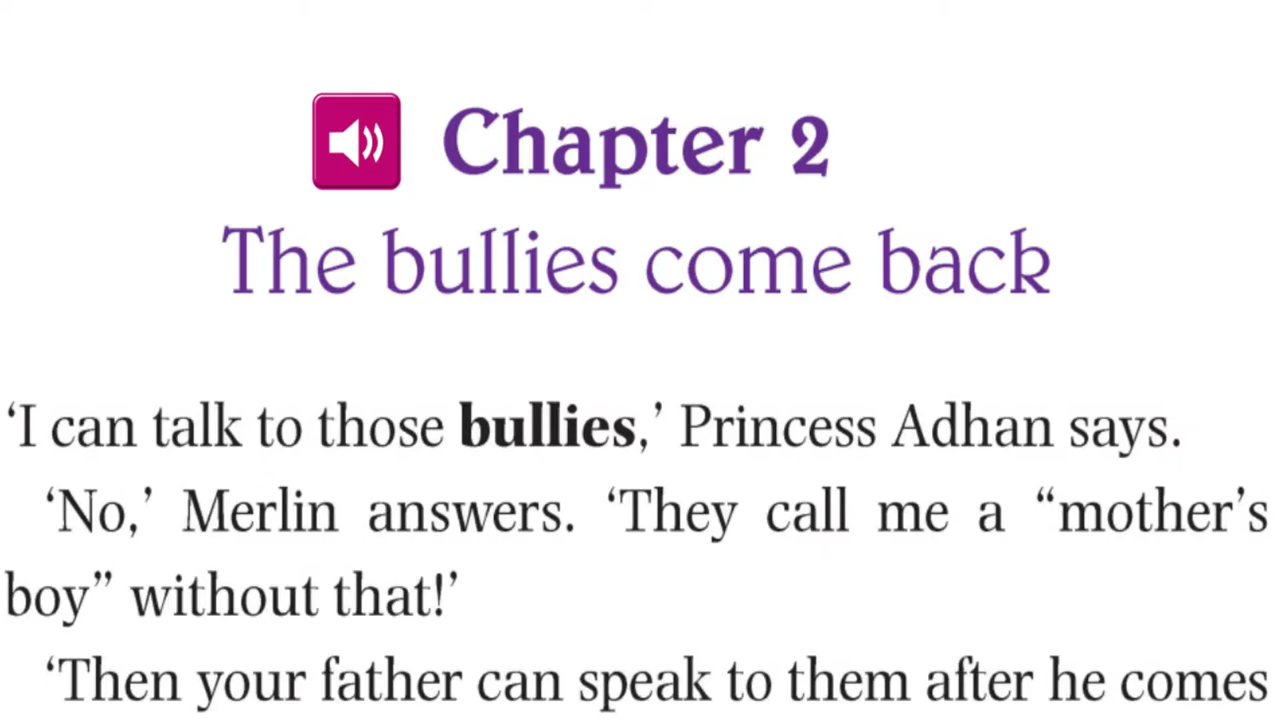 Chapter 2
The bullies come back
‘I can talk to those bullies,’ Princess Adhan says.
‘No,’ Merlin answers. ‘They call me a “mother’s
boy” without that!’
‘Then your father can speak to them after he comes